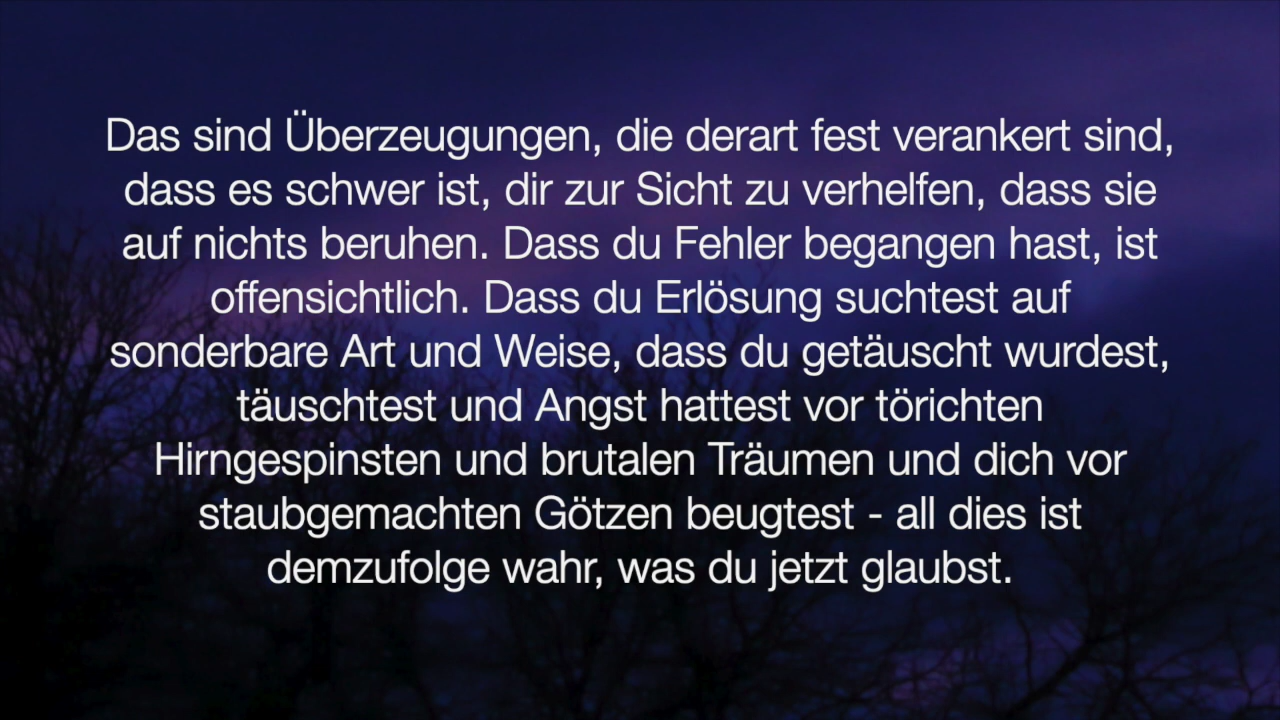 Das sind Überzeugungen, die derart fest verankert sind,
dass es schwer ist, dir zur Sicht zu verhelfen, dass sie
auf nichts beruhen. Dass du Fehler begangen hast, ist
offensichtlich. Dass du Erlösung suchtest auf
sonderbare Art und Weise, dass du getäuscht wurdest,
täuschtest und Angst hattest vor törichten
Hirngespinsten und brutalen Träumen und dich vor
staubgemachten Götzen beugtest - all dies ist
demzufolge wahr, was du jetzt glaubst.